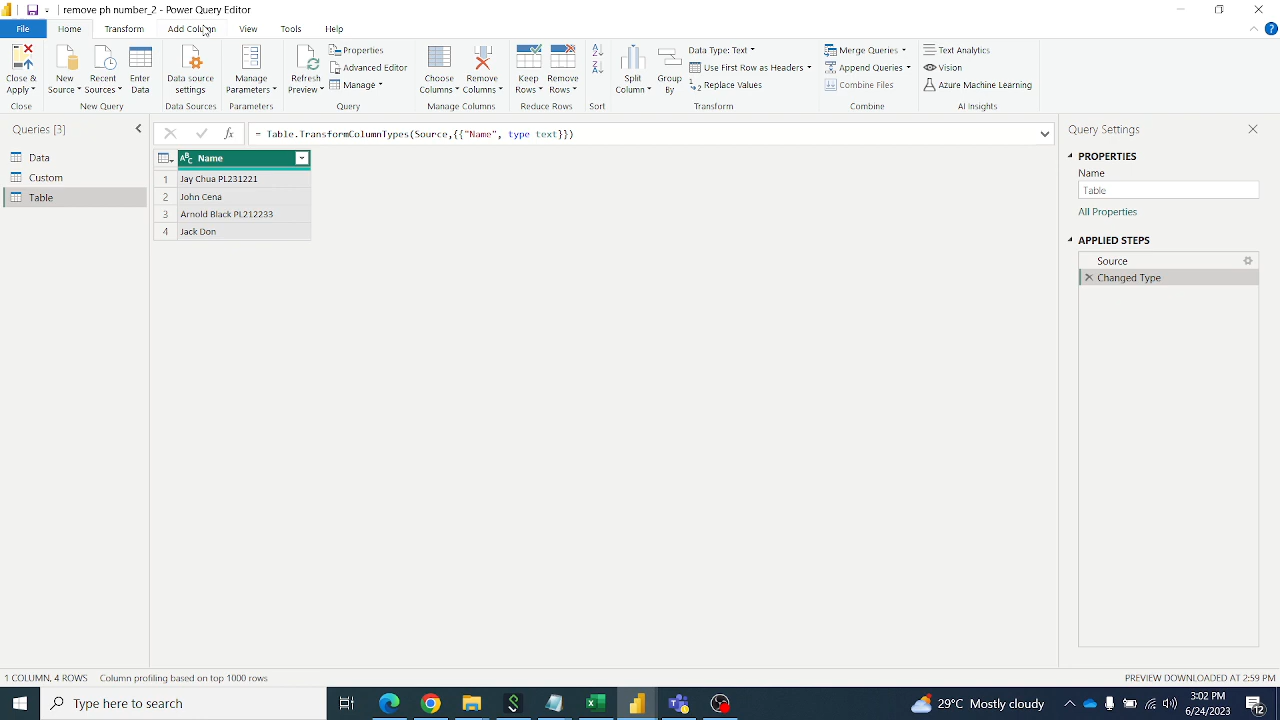 remove ph number_2 - Power Query Editor
File Home Transform Add Column View Tools Help
Close & Apply
New Source
Recent Sources
Enter Data
Data source settings
Manage Parameters
Refresh Preview
Properties
Advanced Editor
Manage
Choose Columns
Remove Columns
Keep Rows
Remove Rows
Split Column
Group By
Data Type: Text
Use First Row as Headers
Replace Values
Merge Queries
Append Queries
Combine Files
Text Analytics
Vision
Azure Machine Learning
Close New Query Data Sources Parameters Query Manage Columns Reduce Rows Sort Transform Combine AI Insights
Queries [3]
Data
Custom
Table
fx = Table.TransformColumnTypes(Source,{{"Name", type text}})
ABC Name
1 Jay Chua PL231221
2 John Cena
3 Arnold Black PL212233
4 Jack Don
Query Settings
PROPERTIES
Name
Table
All Properties
APPLIED STEPS
Source
Changed Type
1 COLUMN, 4 ROWS Column profiling based on top 1000 rows
PREVIEW DOWNLOADED AT 2:59 PM
Type here to search
29°C Mostly cloudy
3:02 PM
6/24/2023